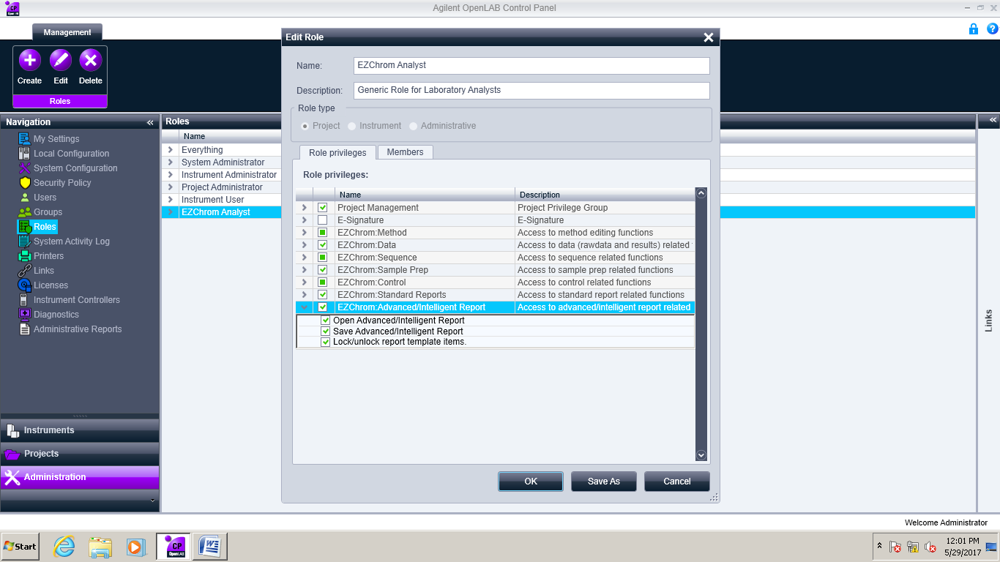 CP
OpenLAB
Agilent OpenLAB Control Panel
Management
Create Edit Delete
Roles
Navigation
My Settings
Local Configuration
System Configuration
Security Policy
Users
Groups
Roles
System Activity Log
Printers
Links
Licenses
Instrument Controllers
Diagnostics
Administrative Reports
Instruments
Projects
Administration
Roles
Name
Everything
System Administrator
Instrument Administrator
Project Administrator
Instrument User
EZChrom Analyst
Edit Role
Name: EZChrom Analyst
Description: Generic Role for Laboratory Analysts
Role type
Project Instrument Administrative
Role privileges Members
Role privileges:
Name Description
Project Management Project Privilege Group
E-Signature E-Signature
EZChrom:Method Access to method editing functions
EZChrom:Data Access to data (rawdata and results) related
EZChrom:Sequence Access to sequence related functions
EZChrom:Sample Prep Access to sample prep related functions
EZChrom:Control Access to control related functions
EZChrom:Standard Reports Access to standard report related functions
EZChrom:Advanced/Intelligent Report Access to advanced/intelligent report related
Open Advanced/Intelligent Report
Save Advanced/Intelligent Report
Lock/unlock report template items.
OK Save As Cancel
Links
Welcome Administrator
Start
CP
OpenLAB
12:01 PM
5/29/2017